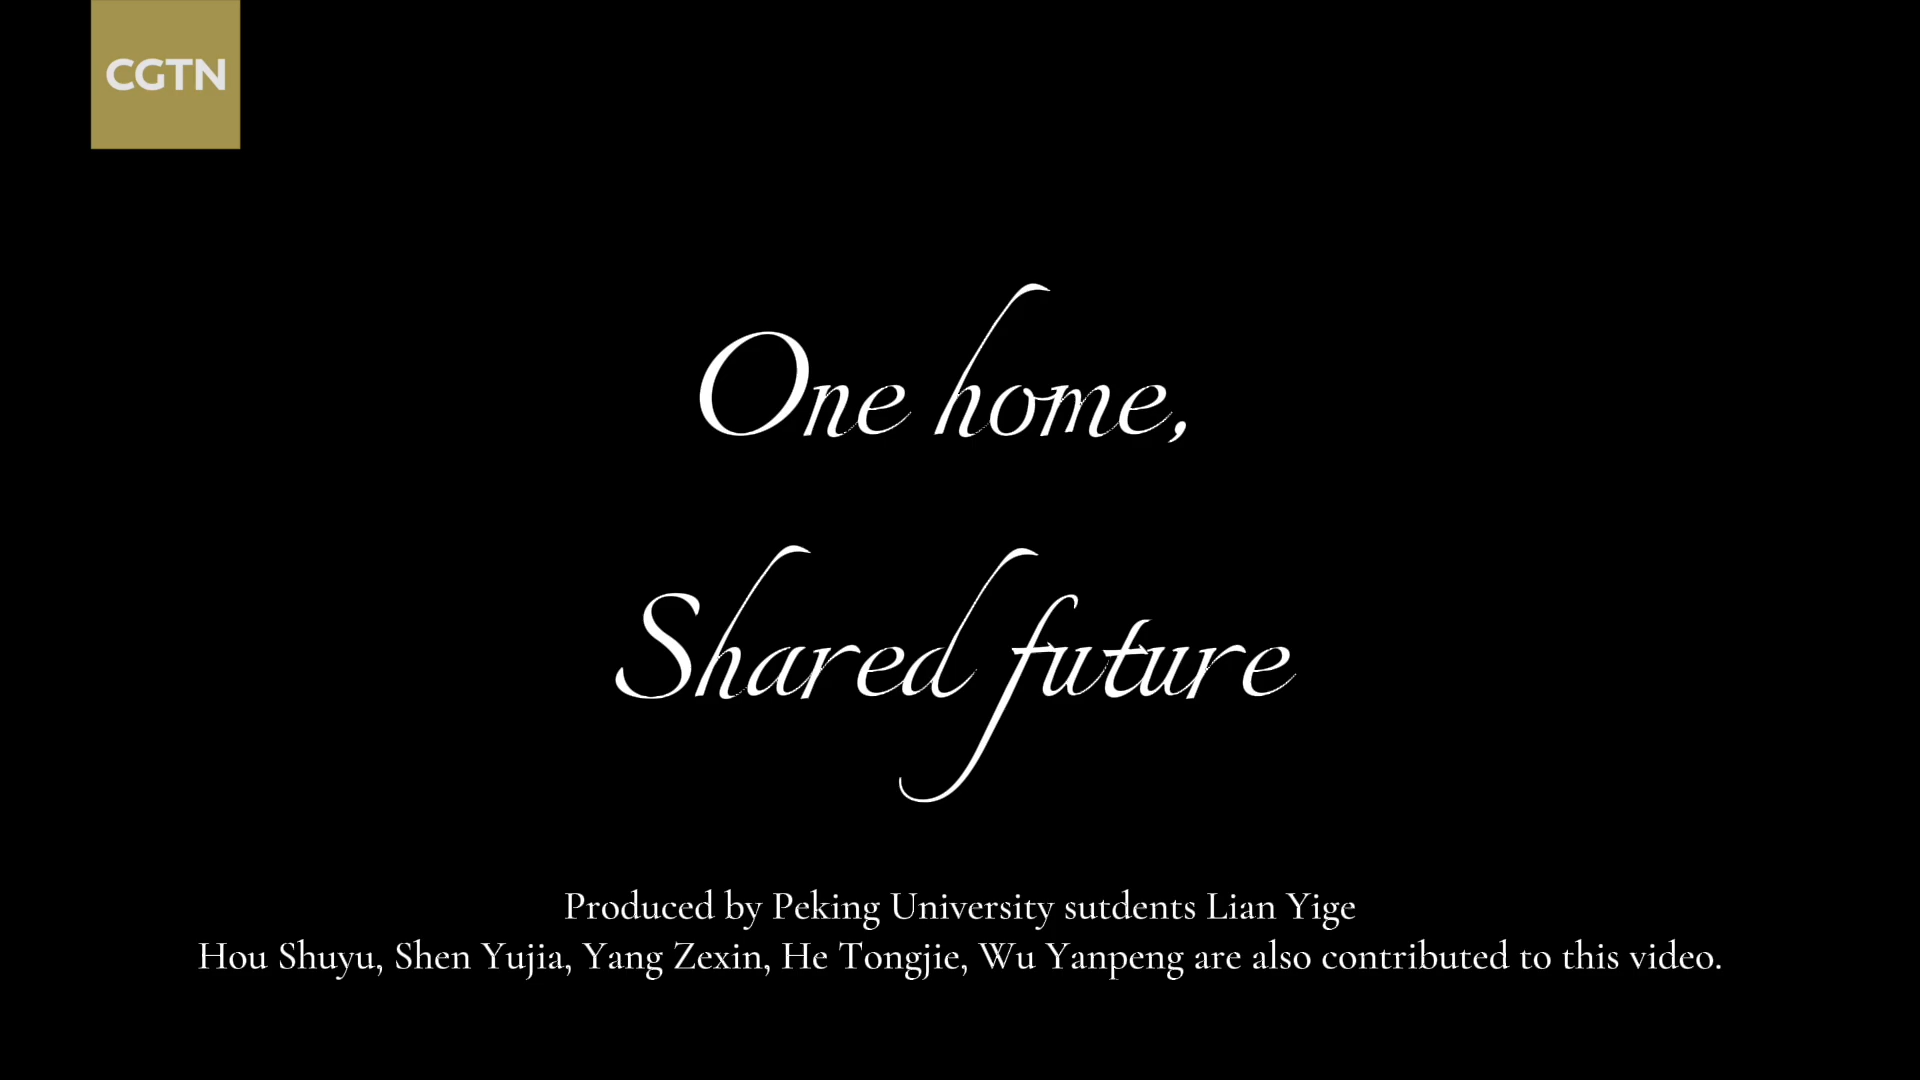 CGTN
One home,
Shared future
Produced by Peking University sutdents Lian Yige
Hou Shuyu, Shen Yujia, Yang Zexin, He Tongjie, Wu Yanpeng are also contributed to this video.